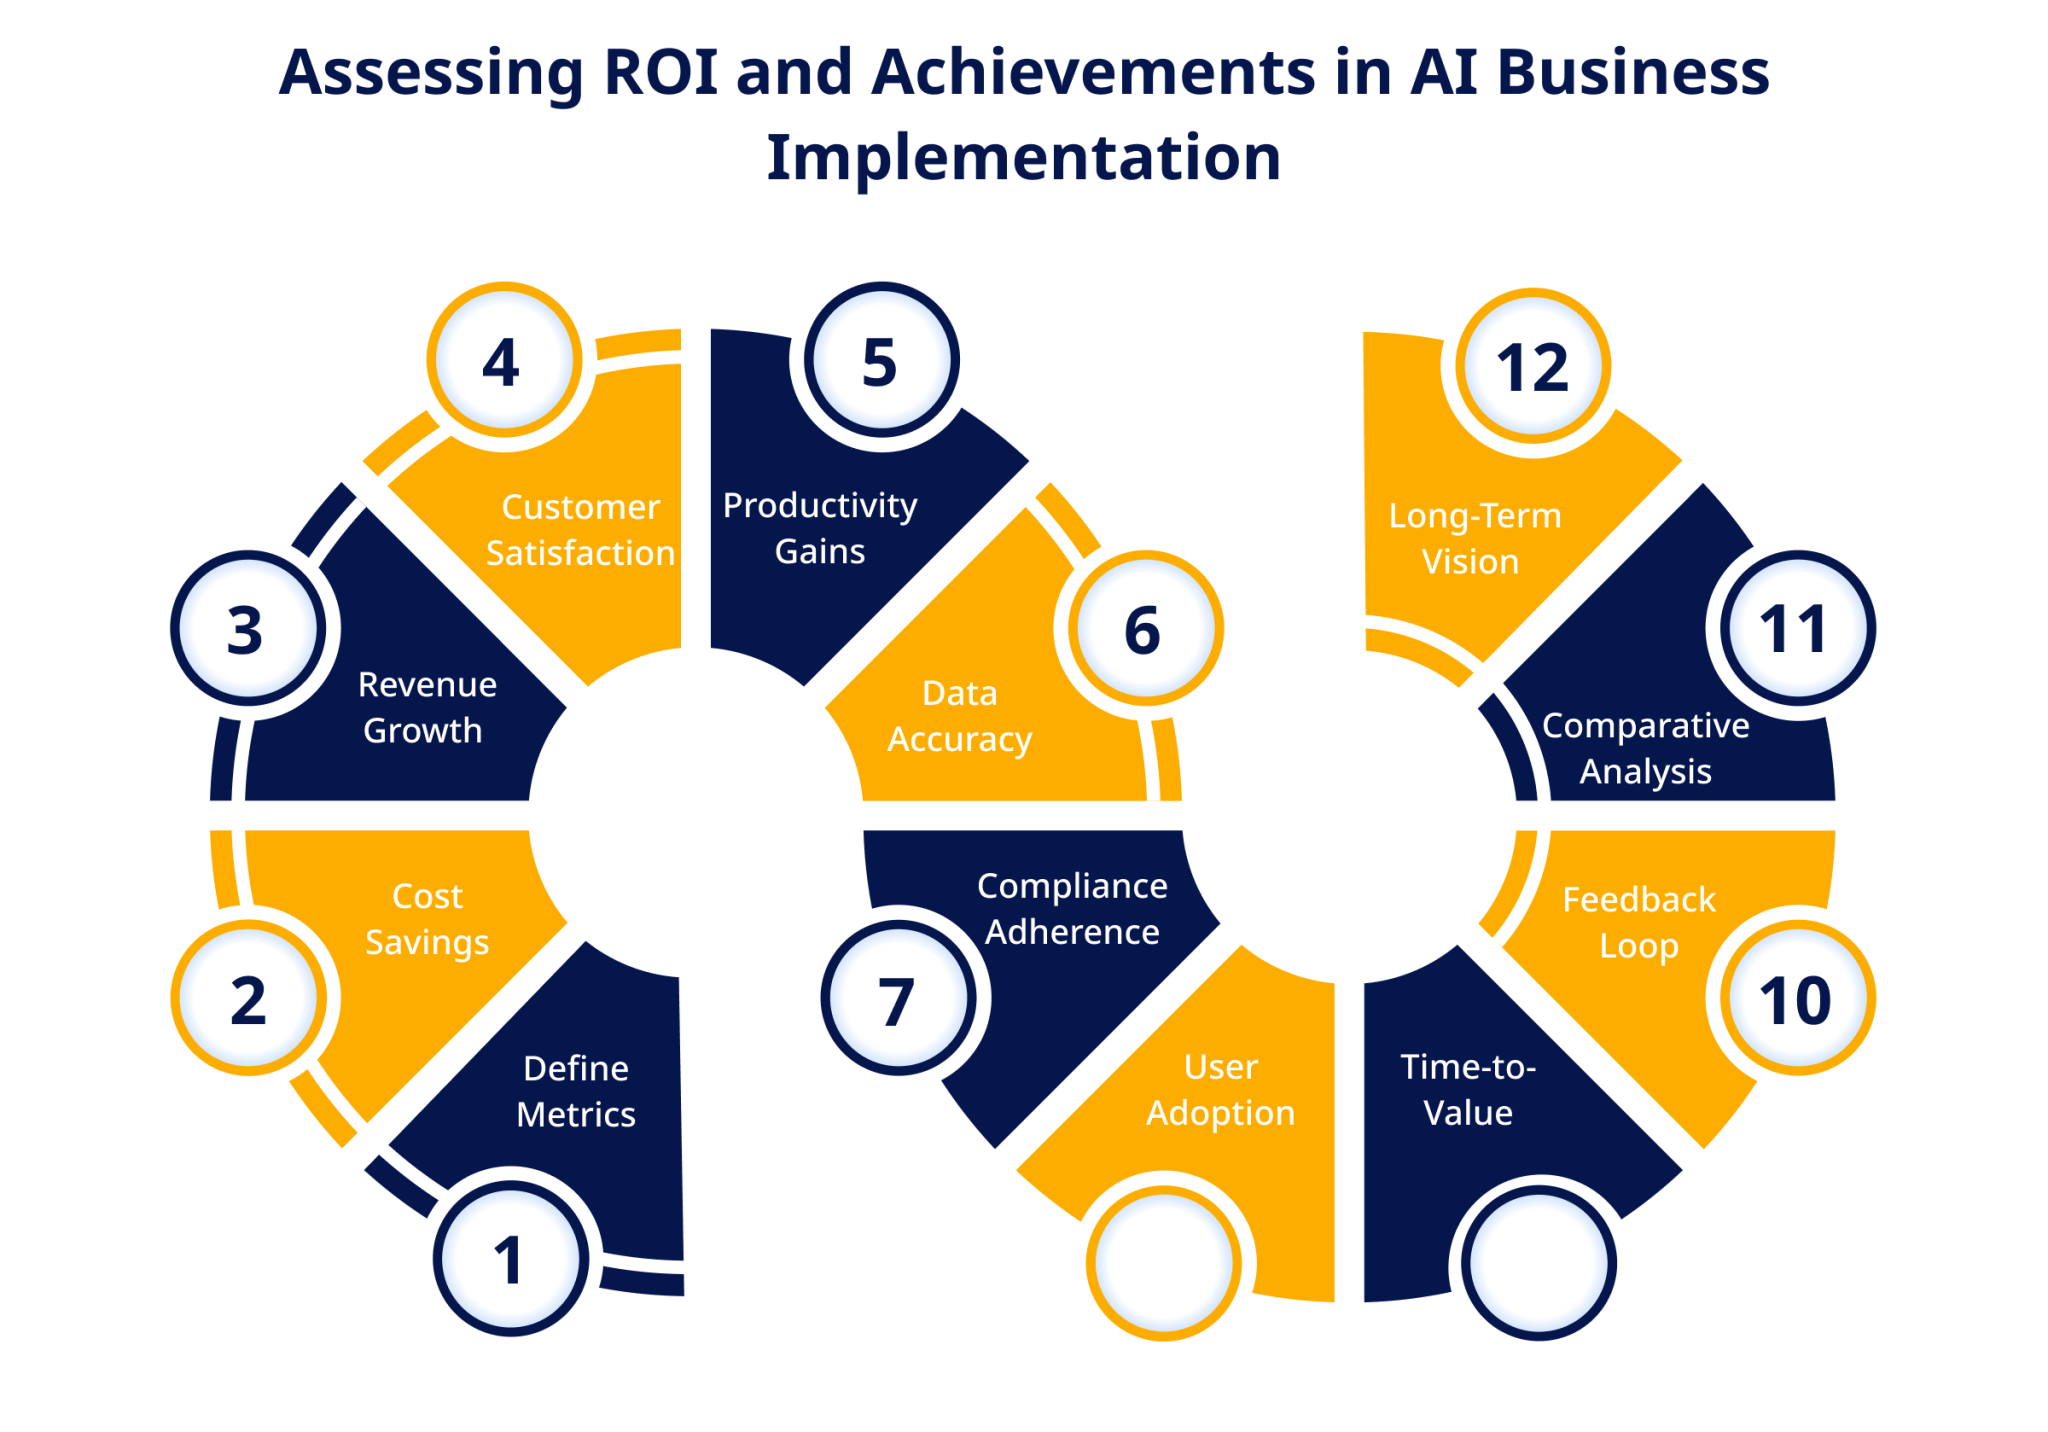 Assessing ROI and Achievements in AI Business
Implementation
1
Define
Metrics
2
Cost
Savings
3
Revenue
Growth
4
Customer
Satisfaction
5
Productivity
Gains
6
Data
Accuracy
7
Compliance
Adherence
User
Adoption
Time-to-
Value
10
Feedback
Loop
11
Comparative
Analysis
12
Long-Term
Vision